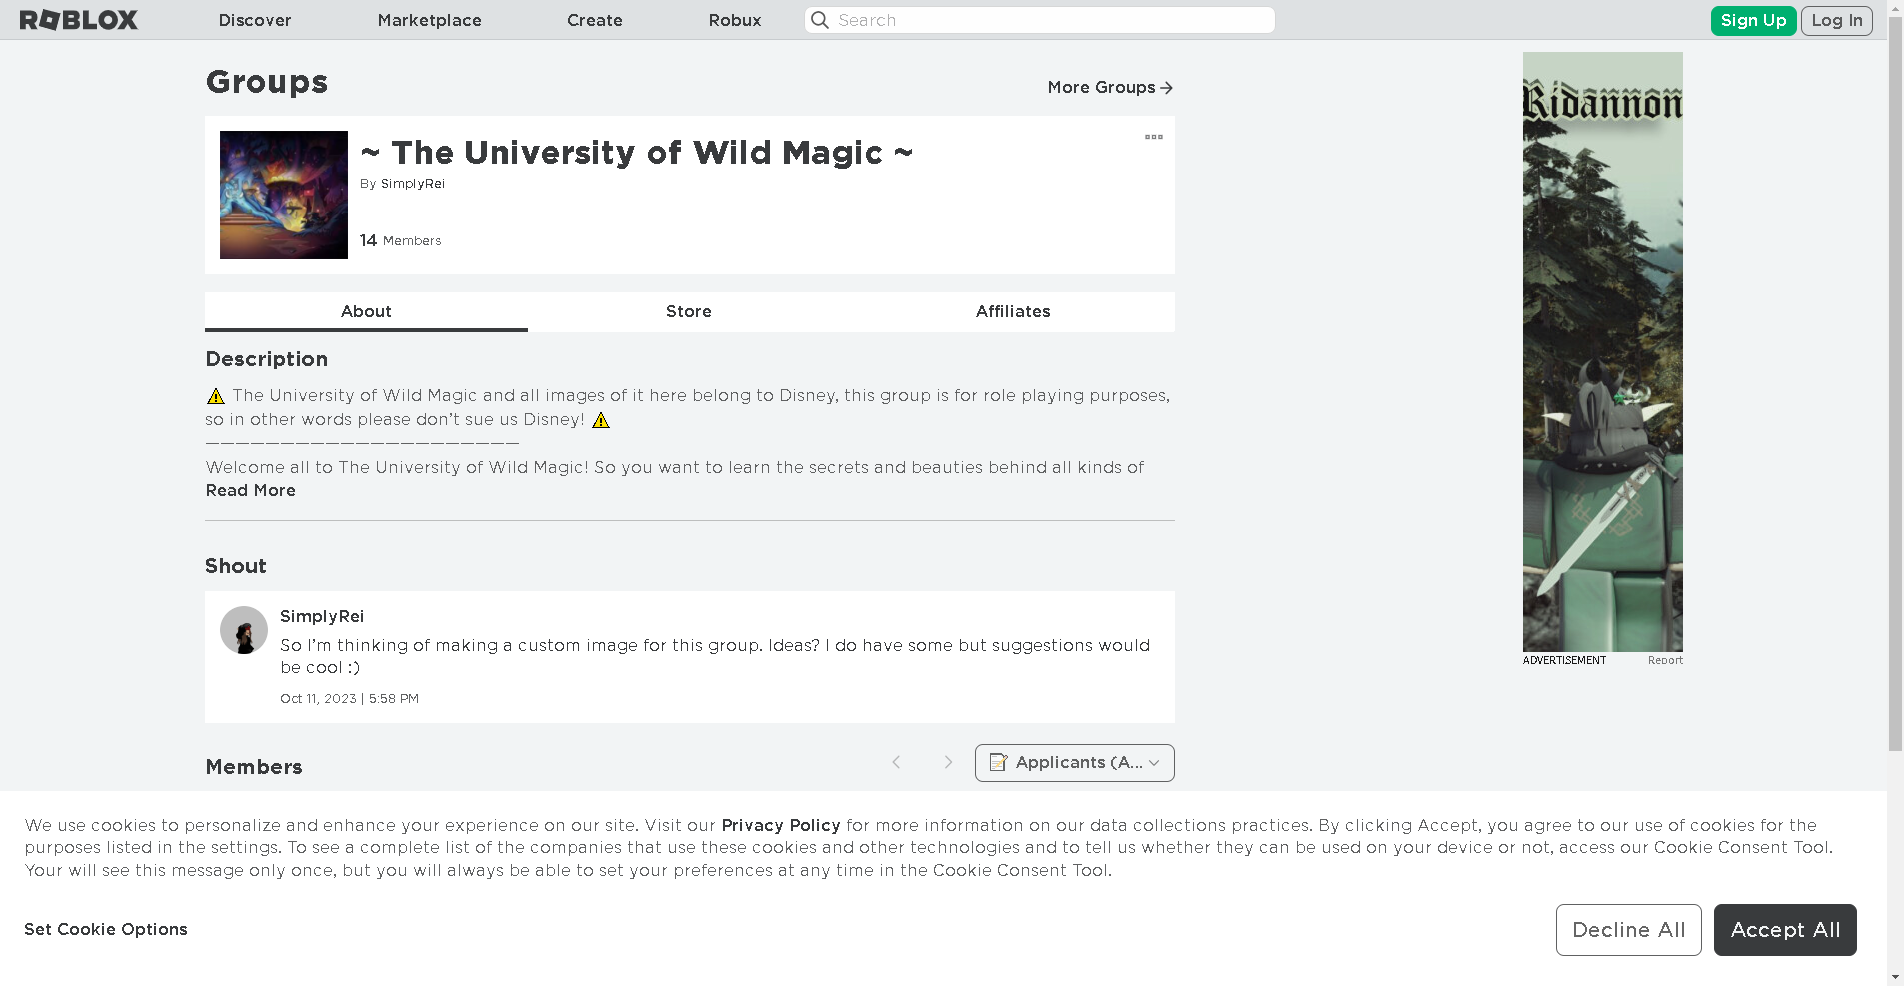 ROBLOX
Discover
Marketplace
Create
Robux
Search
Sign Up
Log In
Groups
More Groups
~ The University of Wild Magic ~
By SimplyRei
14 Members
About
Store
Affiliates
Description
⚠️ The University of Wild Magic and all images of it here belong to Disney, this group is for role playing purposes,
so in other words please don't sue us Disney! ⚠️
—————————————————————
Welcome all to The University of Wild Magic! So you want to learn the secrets and beauties behind all kinds of
Read More
Shout
SimplyRei
So I'm thinking of making a custom image for this group. Ideas? I do have some but suggestions would
be cool :)
Oct 11, 2023 | 5:58 PM
Members
📝 Applicants (A...
Ridannon
ADVERTISEMENT
Report
We use cookies to personalize and enhance your experience on our site. Visit our Privacy Policy for more information on our data collections practices. By clicking Accept, you agree to our use of cookies for the
purposes listed in the settings. To see a complete list of the companies that use these cookies and other technologies and to tell us whether they can be used on your device or not, access our Cookie Consent Tool.
Your will see this message only once, but you will always be able to set your preferences at any time in the Cookie Consent Tool.
Set Cookie Options
Decline All
Accept All